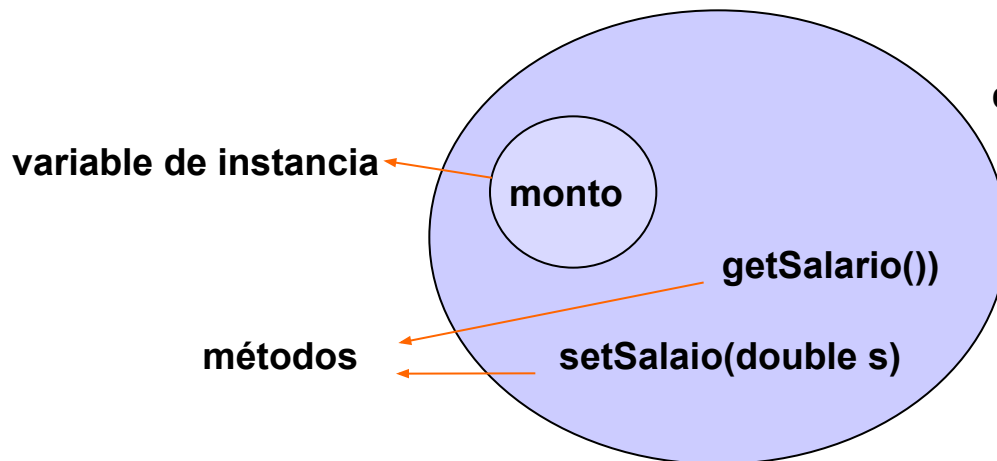 variable de instancia
monto
getSalario())
métodos
setSalaio(double s)